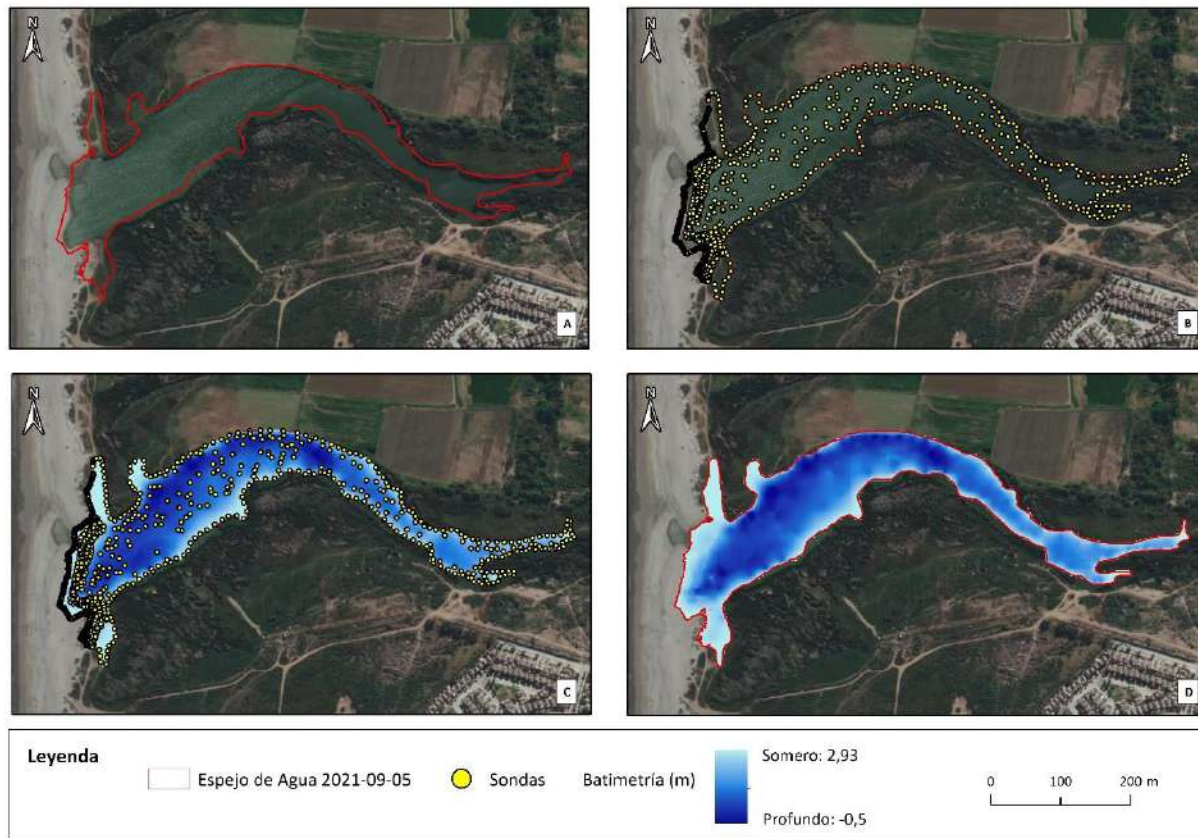 N
A
N
B
N
C
N
D
Leyenda
Espejo de Agua 2021-09-05
Sondas
Batimetría (m)
Somero: 2,93
Profundo: -0,5
0 100 200 m